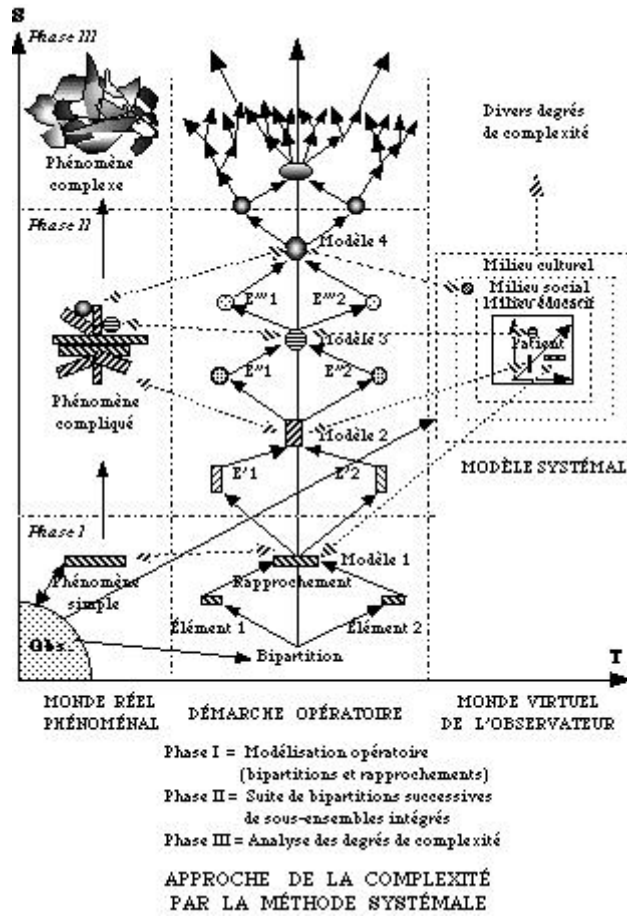 S
Phase III
Phénomène
complexe
Divers degrés
de complexité
Phase II
Modèle 4
Milieu culturel
Milieu social
Milieu éducatif
Patient
E'''1
E'''2
Modèle 3
E''1
E''2
Phénomène
compliqué
Modèle 2
MODÈLE SYSTÉMAL
E'1
E'2
Phase I
Modèle 1
Phénomène
simple
Rapprochement
Élément 1
Élément 2
Obs.
Bipartition
T
MONDE RÉEL
PHÉNOMÉNAL
DÉMARCHE OPÉRATOIRE
MONDE VIRTUEL
DE L'OBSERVATEUR
Phase I = Modélisation opératoire
(bipartitions et rapprochements)
Phase II = Suite de bipartitions successives
de sous-ensembles intégrés
Phase III = Analyse des degrés de complexité
APPROCHE DE LA COMPLEXITÉ
PAR LA MÉTHODE SYSTÉMALE